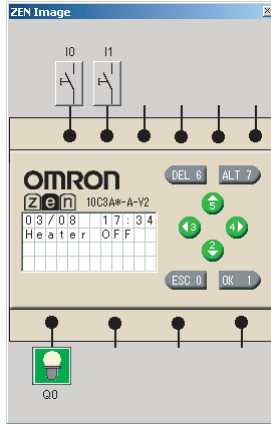 ZEN Image
I0 I1
OMRON
zen 10C3A*-A-V2
03/08 17:34
Heater OFF
DEL 6 ALT 7
5
3 4
2
ESC 0 OK 1
Q0